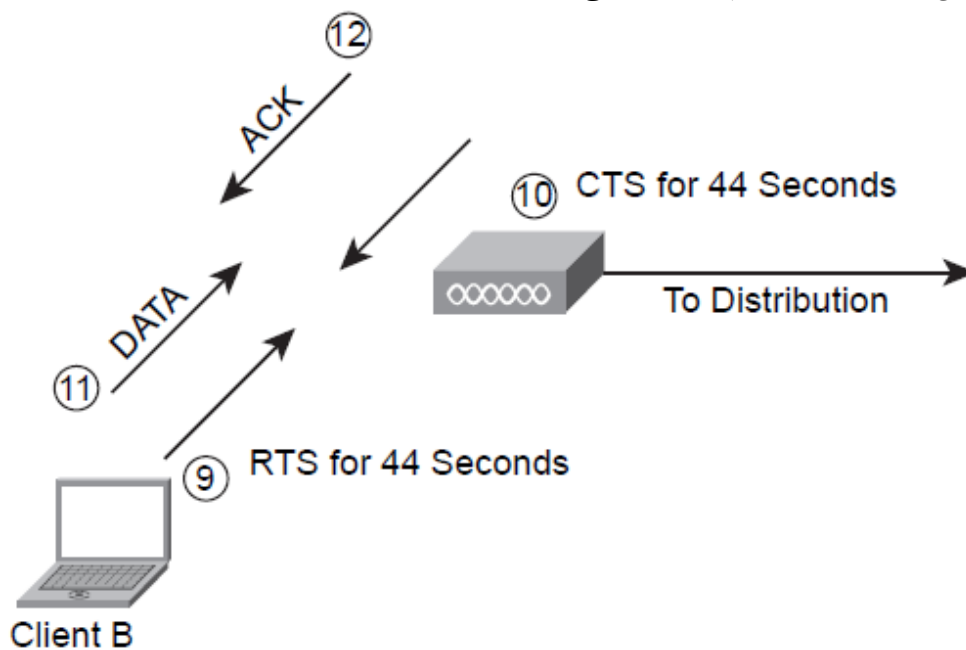 12
ACK
10 CTS for 44 Seconds
To Distribution
DATA
11
9 RTS for 44 Seconds
Client B